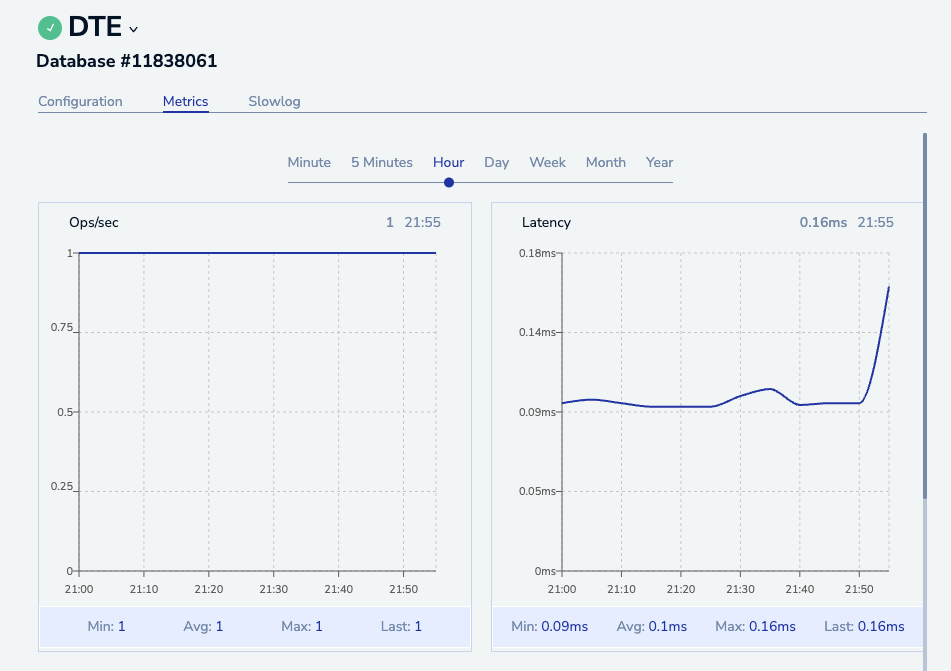 DTE
Database #11838061
Configuration Metrics Slowlog
Minute 5 Minutes Hour Day Week Month Year
Ops/sec 1 21:55
1
0.75
0.5
0.25
0
21:00 21:10 21:20 21:30 21:40 21:50
Min: 1 Avg: 1 Max: 1 Last: 1
Latency 0.16ms 21:55
0.18ms
0.14ms
0.09ms
0.05ms
0ms
21:00 21:10 21:20 21:30 21:40 21:50
Min: 0.09ms Avg: 0.1ms Max: 0.16ms Last: 0.16ms